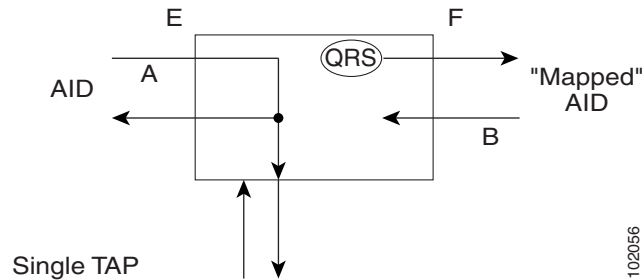 E
F
A
QRS
AID
"Mapped"
AID
B
Single TAP
102056